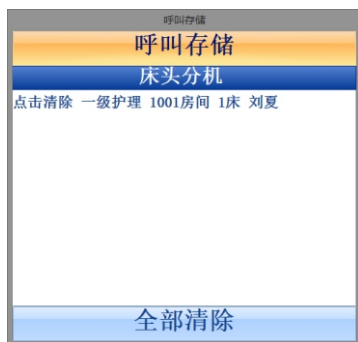 呼叫存储
呼叫存储
床头分机
点击清除 一级护理 1001房间 1床 刘夏
全部清除